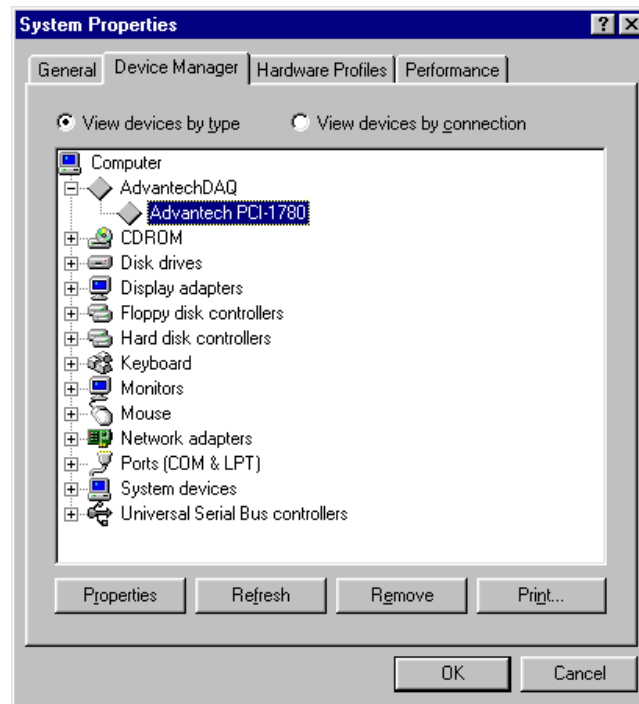 System Properties
General Device Manager Hardware Profiles Performance
View devices by type View devices by connection
Computer
AdvantechDAQ
Advantech PCI-1780
CDROM
Disk drives
Display adapters
Floppy disk controllers
Hard disk controllers
Keyboard
Monitors
Mouse
Network adapters
Ports (COM & LPT)
System devices
Universal Serial Bus controllers
Properties Refresh Remove Print...
OK Cancel